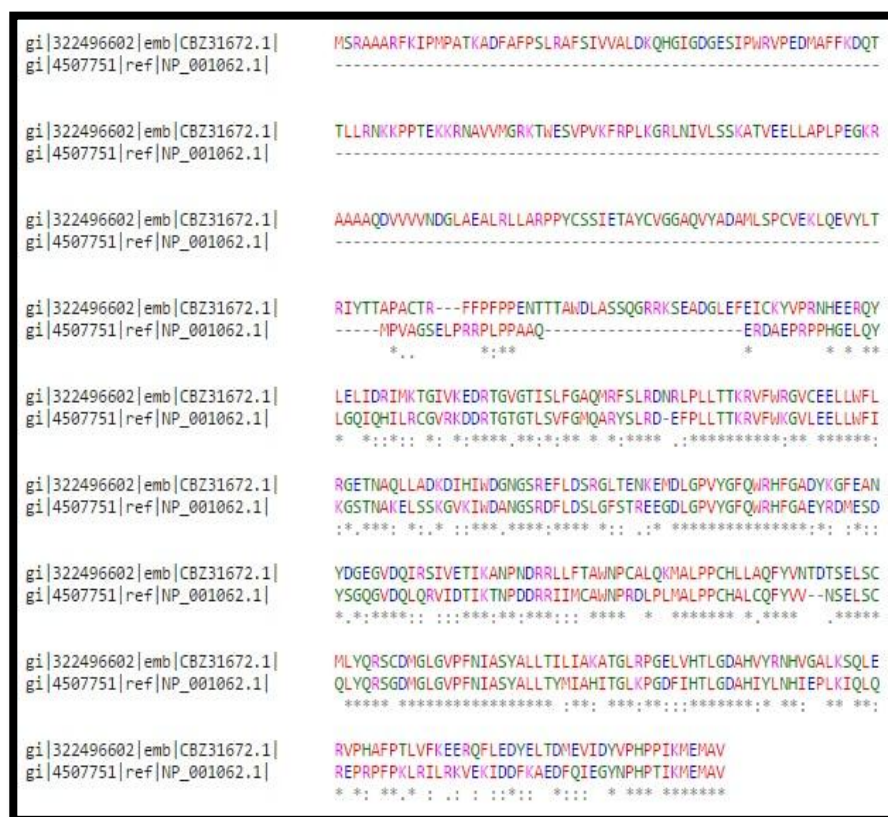 gi|322496602|emb|CBZ31672.1| MSRAAARFKIPMPATKADFAFPSLRAFSIVVALDKQHGIGDGESIPWRVPEDMAFFKDQT
gi|4507751|ref|NP_001062.1| ------------------------------------------------------------
gi|322496602|emb|CBZ31672.1| TLLRNKKPPTEKKRNAVVMGRKTWESVPVKFRPLKGRLNIVLSSKATVEELLAPLPEGKR
gi|4507751|ref|NP_001062.1| ------------------------------------------------------------
gi|322496602|emb|CBZ31672.1| AAAAQDVVVVNDGLAEALRLLARPPYCSSIETAYCVGGAQVYADAMLSPCVEKLQEVYLT
gi|4507751|ref|NP_001062.1| ------------------------------------------------------------
gi|322496602|emb|CBZ31672.1| RIYTTAPACTR---FFPFPPENTTTAWDLASSQGRRKSEADGLEFEICKYVPRNHEERQY
gi|4507751|ref|NP_001062.1| -----MPVAGSELPRRPLPPAAQ----------------------ERDAEPRPPHGELQY
*.. *:** * * * **
gi|322496602|emb|CBZ31672.1| LELIDRIMKTGIVKEDRTGVGTISLFGAQMRFSLRDNRLPLLTTKRVFWRGVCEELLWFL
gi|4507751|ref|NP_001062.1| LGQIQHILRCGVRKDDRTGTGTLSVFGMQARYSLRD-EFPLLTTKRVFWKGVLEELLWFI
* *::*:: *: *:****.**:*:** * *:**** .:**********:** ******:
gi|322496602|emb|CBZ31672.1| RGETNAQLLADKDIHIWDGNGSREFLDSRGLTENKEMDLGPVYGFQWRHFGADYKGFEAN
gi|4507751|ref|NP_001062.1| KGSTNAKELSSKGVKIWDANGSRDFLDSLGFSTREEGDLGPVYGFQWRHFGAEYRDMESD
:*.***: *:.* ::***.****:**** *:: .:* ***************:*: :*::
gi|322496602|emb|CBZ31672.1| YDGEGVDQIRSIVETIKANPNDRRLLFTAWNPCALQKMALPPCHLLAQFYVNTDTSELSC
gi|4507751|ref|NP_001062.1| YSGQGVDQLQRVIDTIKTNPDDRRIIMCAWNPRDLPLMALPPCHALCQFYVV--NSELSC
*.*:****:: :::***:**:***::: **** * ******* *.**** .*****
gi|322496602|emb|CBZ31672.1| MLYQRSCDMGLGVPFNIASYALLTILIAKATGLRPGELVHTLGDAHVYRNHVGALKSQLE
gi|4507751|ref|NP_001062.1| QLYQRSGDMGLGVPFNIASYALLTYMIAHITGLKPGDFIHTLGDAHIYLNHIEPLKIQLQ
***** ***************** :**: ***:**:::*******:* **: ** **:
gi|322496602|emb|CBZ31672.1| RVPHAFPTLVFKEERQFLEDYELTDMEVIDYVPHPPIKMEMAV
gi|4507751|ref|NP_001062.1| REPRPFPKLRILRKVEKIDDFKAEDFQIEGYNPHPTIKMEMAV
* *: **.* : .: : ::*:: *::: * *** *******